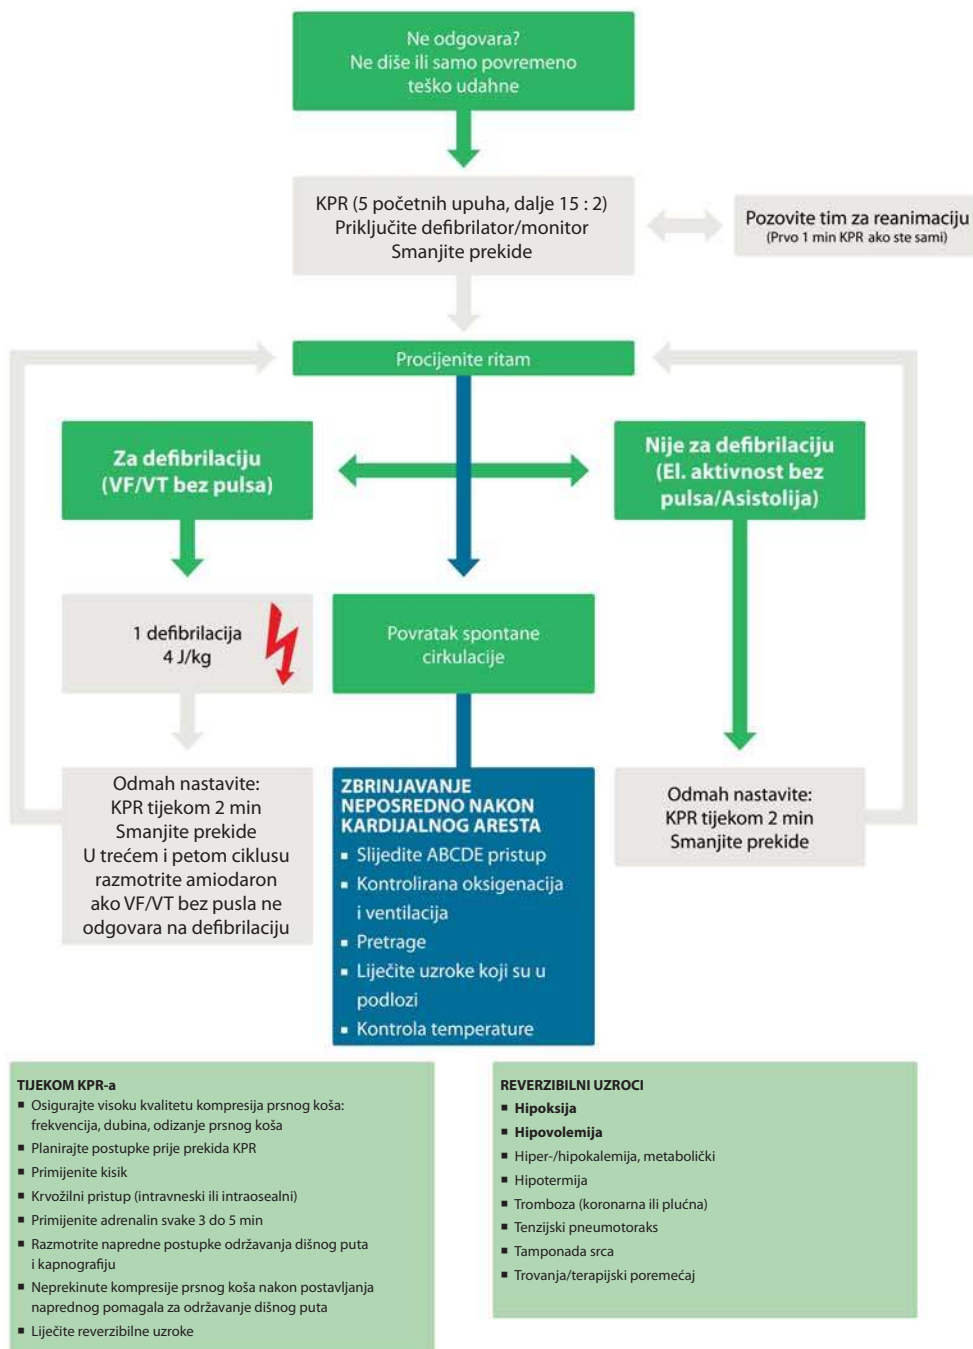 Ne odgovara?
Ne diše ili samo povremeno
teško udahne
KPR (5 početnih upuha, dalje 15 : 2)
Priključite defibrilator/monitor
Smanjite prekide
Pozovite tim za reanimaciju
(Prvo 1 min KPR ako ste sami)
Procijenite ritam
Za defibrilaciju
(VF/VT bez pulsa)
Nije za defibrilaciju
(El. aktivnost bez
pulsa/Asistolija)
1 defibrilacija
4 J/kg
Povratak spontane
cirkulacije
Odmah nastavite:
KPR tijekom 2 min
Smanjite prekide
U trećem i petom ciklusu
razmotrite amiodaron
ako VF/VT bez pusla ne
odgovara na defibrilaciju
ZBRINJAVANJE
NEPOSREDNO NAKON
KARDIJALNOG ARESTA
▪ Slijedite ABCDE pristup
▪ Kontrolirana oksigenacija
i ventilacija
▪ Pretrage
▪ Liječite uzroke koji su u
podlozi
▪ Kontrola temperature
Odmah nastavite:
KPR tijekom 2 min
Smanjite prekide
TIJEKOM KPR-a
▪ Osigurajte visoku kvalitetu kompresija prsnog koša:
frekvencija, dubina, odizanje prsnog koša
▪ Planirajte postupke prije prekida KPR
▪ Primijenite kisik
▪ Krvožilni pristup (intravneski ili intraosealni)
▪ Primijenite adrenalin svake 3 do 5 min
▪ Razmotrite napredne postupke održavanja dišnog puta
i kapnografiju
▪ Neprekinute kompresije prsnog koša nakon postavljanja
naprednog pomagala za održavanje dišnog puta
▪ Liječite reverzibilne uzroke
REVERZIBILNI UZROCI
▪ Hipoksija
▪ Hipovolemija
▪ Hiper-/hipokalemija, metabolički
▪ Hipotermija
▪ Tromboza (koronarna ili plućna)
▪ Tenzijski pneumotoraks
▪ Tamponada srca
▪ Trovanja/terapijski poremećaj